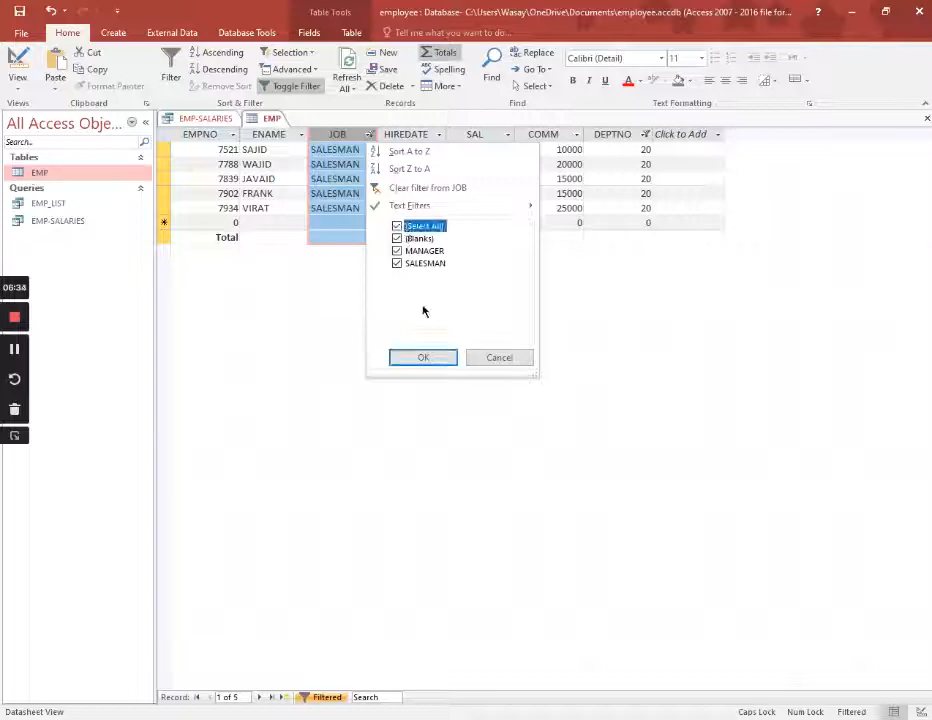 Table Tools
employee : Database- C:\Users\Wasay\OneDrive\Documents\employee.accdb (Access 2007 - 2016 file for...
File Home Create External Data Database Tools Fields Table Tell me what you want to do...
View
Views
Paste
Cut
Copy
Format Painter
Clipboard
Filter
Ascending
Descending
Remove Sort
Selection
Advanced
Toggle Filter
Sort & Filter
Refresh
All
New
Save
Delete
Totals
Spelling
More
Records
Find
Replace
Go To
Select
Find
Calibri (Detail) 11
B I U A
Text Formatting
All Access Obje...
Search..
Tables
EMP
Queries
EMP_LIST
EMP-SALARIES
EMP-SALARIES EMP
EMPNO ENAME JOB HIREDATE SAL COMM DEPTNO Click to Add
7521 SAJID SALESMAN 10000 20
7788 WAJID SALESMAN 20000 20
7839 JAVAID SALESMAN 15000 20
7902 FRANK SALESMAN 15000 20
7934 VIRAT SALESMAN 25000 20
0 0 0
Total
Sort A to Z
Sort Z to A
Clear filter from JOB
Text Filters
(Select All)
(Blanks)
MANAGER
SALESMAN
OK Cancel
06:34
Record: 1 of 5 Filtered Search
Datasheet View Caps Lock Num Lock Filtered